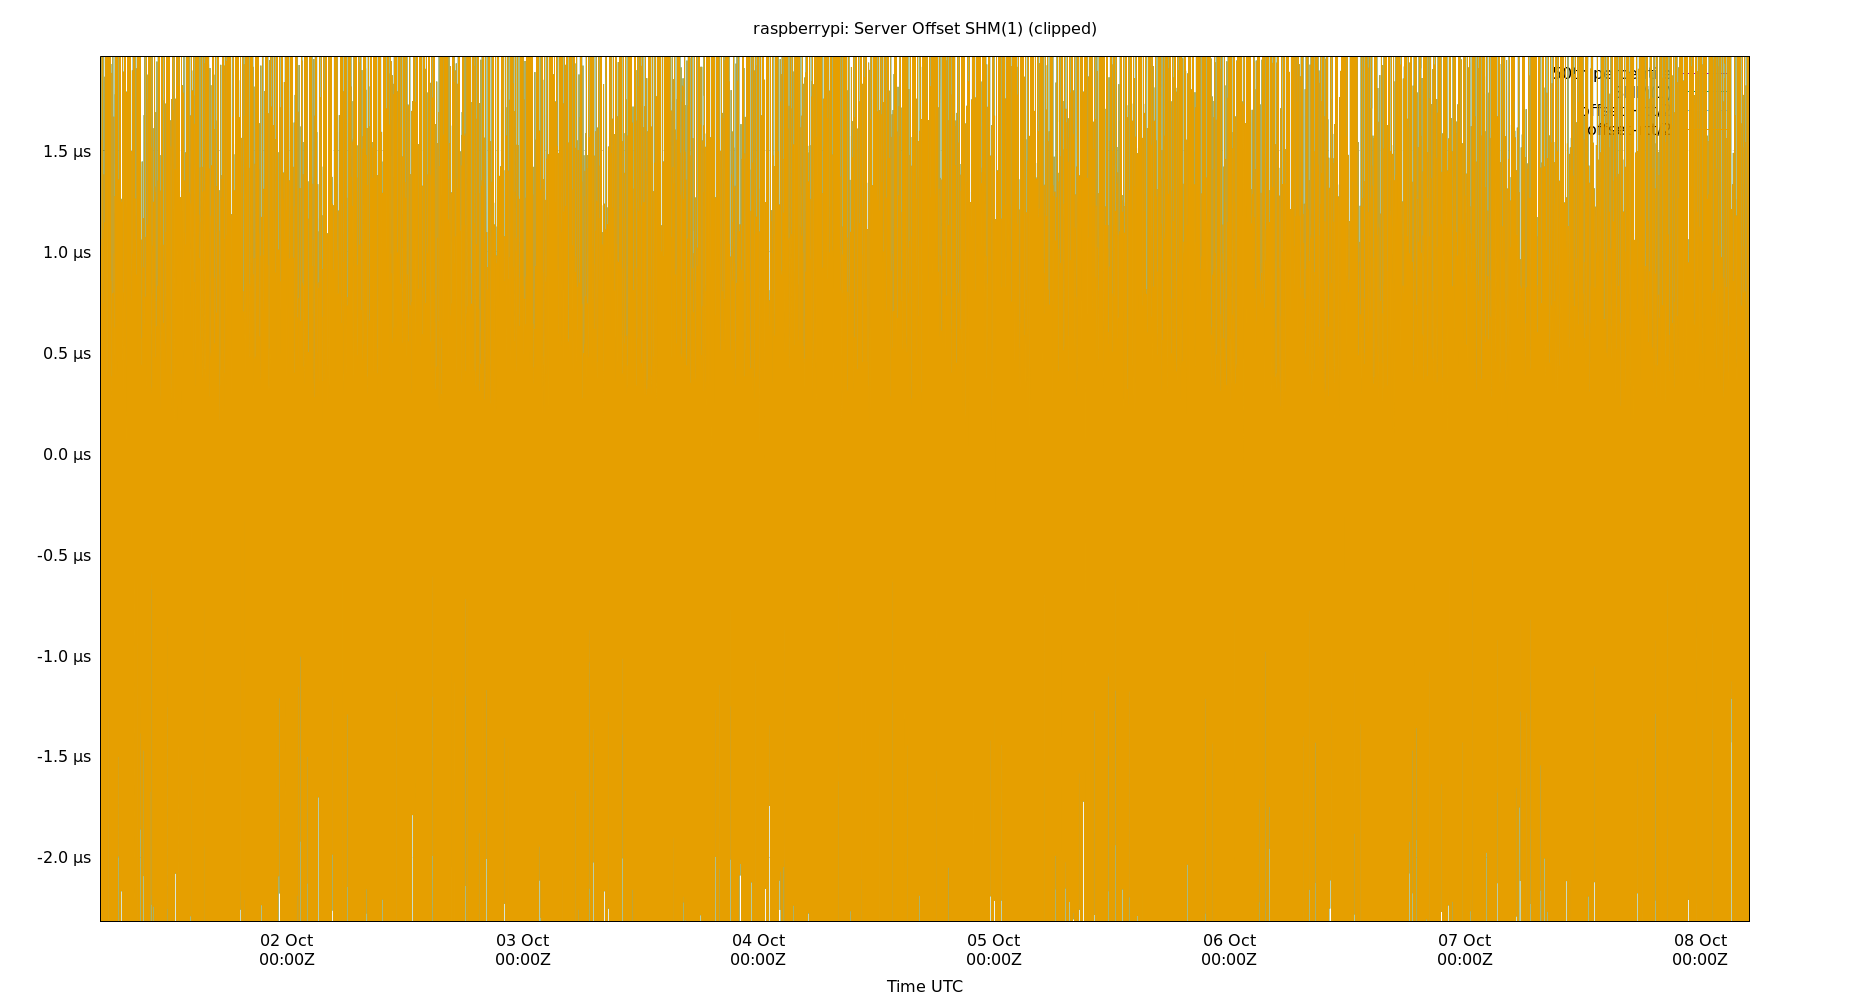 raspberrypi: Server Offset SHM(1) (clipped)
1.5 µs
1.0 µs
0.5 µs
0.0 µs
-0.5 µs
-1.0 µs
-1.5 µs
-2.0 µs
02 Oct 03 Oct 04 Oct 05 Oct 06 Oct 07 Oct 08 Oct
00:00Z 00:00Z 00:00Z 00:00Z 00:00Z 00:00Z 00:00Z
Time UTC